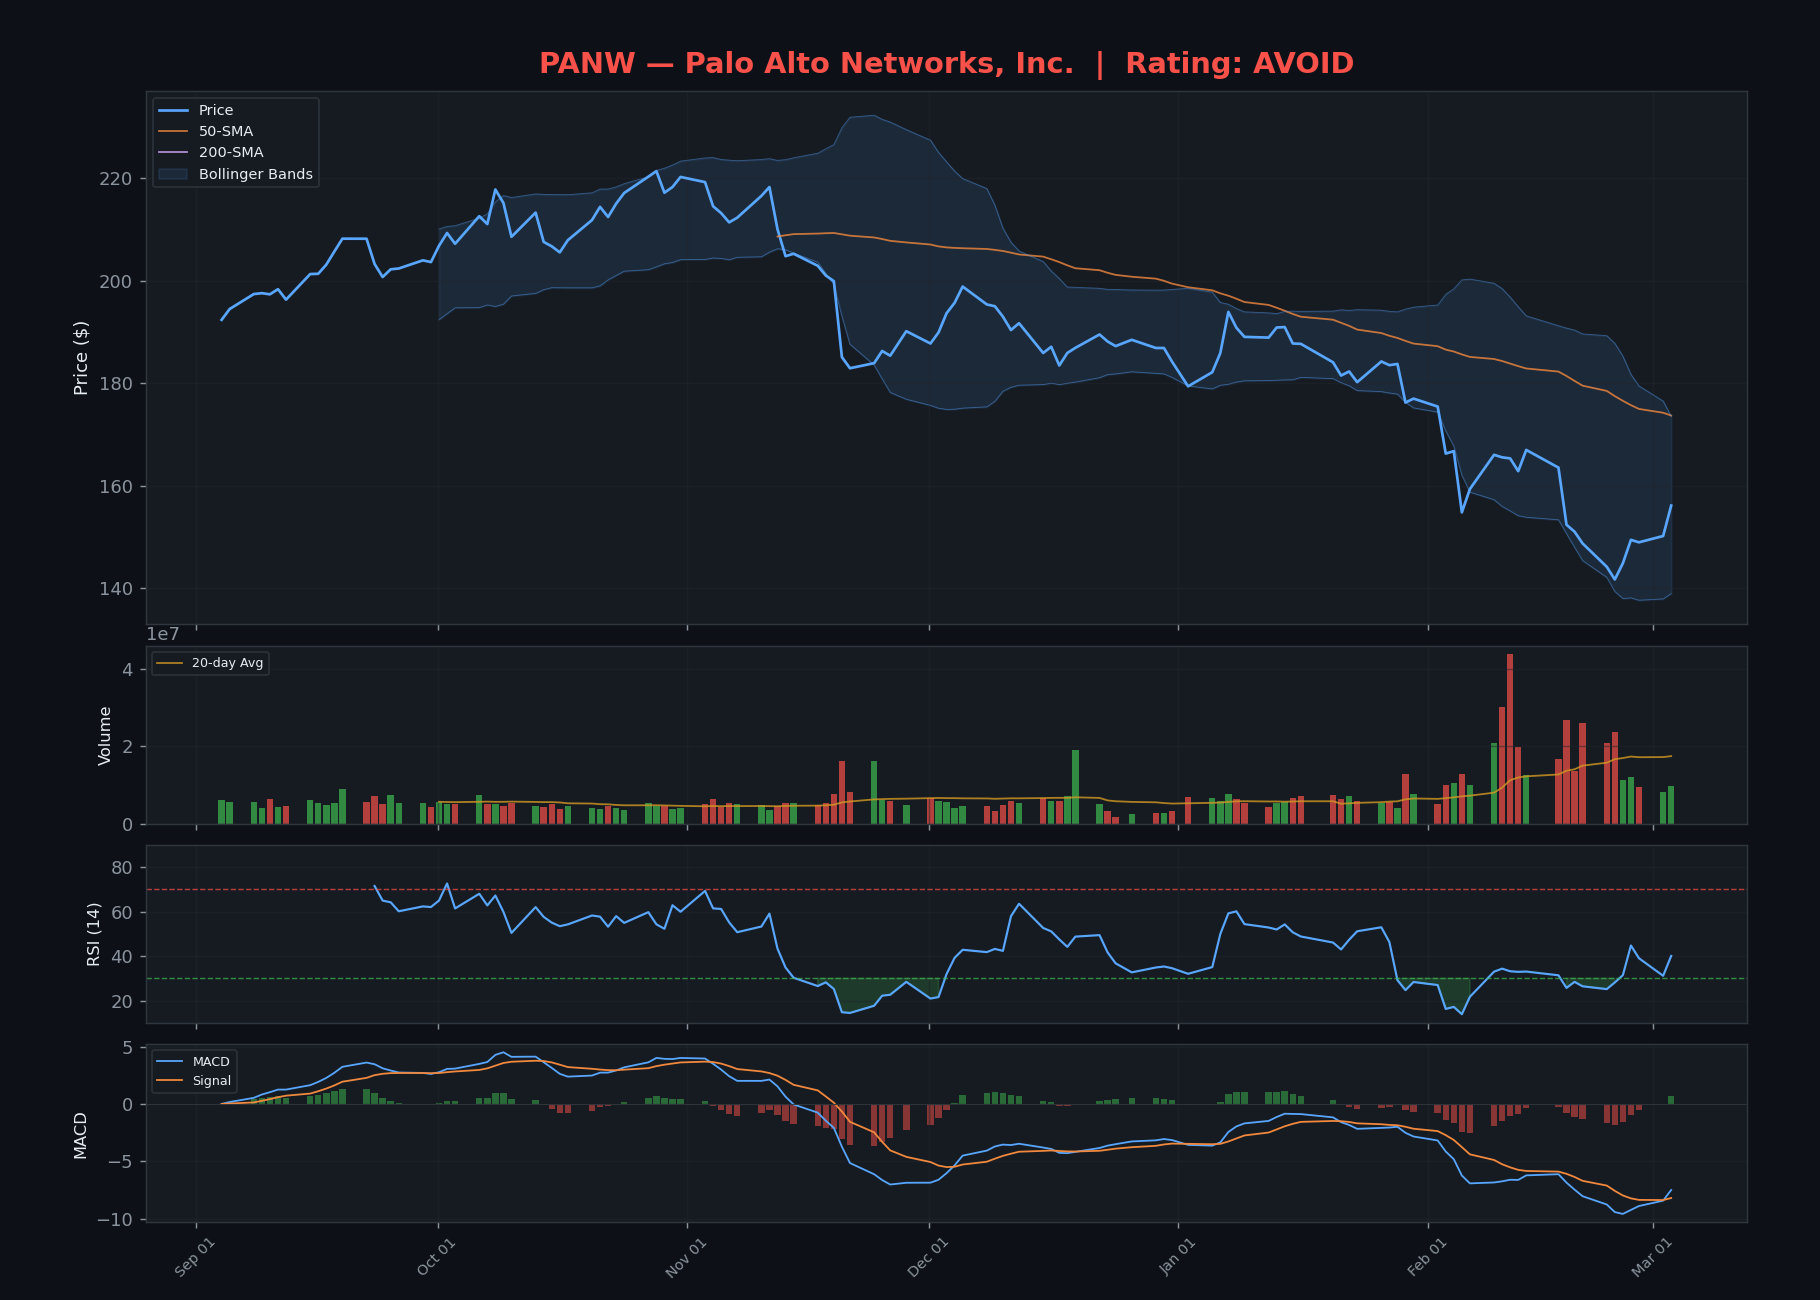 PANW — Palo Alto Networks, Inc. | Rating: AVOID
Price
50-SMA
200-SMA
Bollinger Bands
Price ($)
220
200
180
160
140
1e7
20-day Avg
Volume
4
2
0
RSI (14)
80
60
40
20
MACD
Signal
MACD
5
0
−5
−10
Sep 01
Oct 01
Nov 01
Dec 01
Jan 01
Feb 01
Mar 01